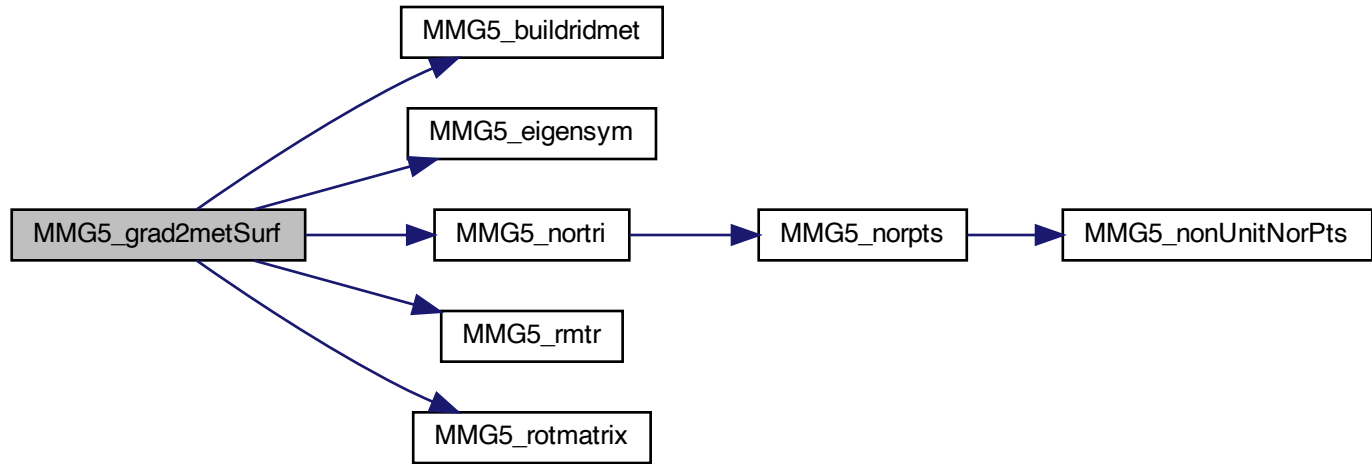 MMG5_buildridmet
MMG5_eigensym
MMG5_grad2metSurf
MMG5_nortri
MMG5_norpts
MMG5_nonUnitNorPts
MMG5_rmtr
MMG5_rotmatrix